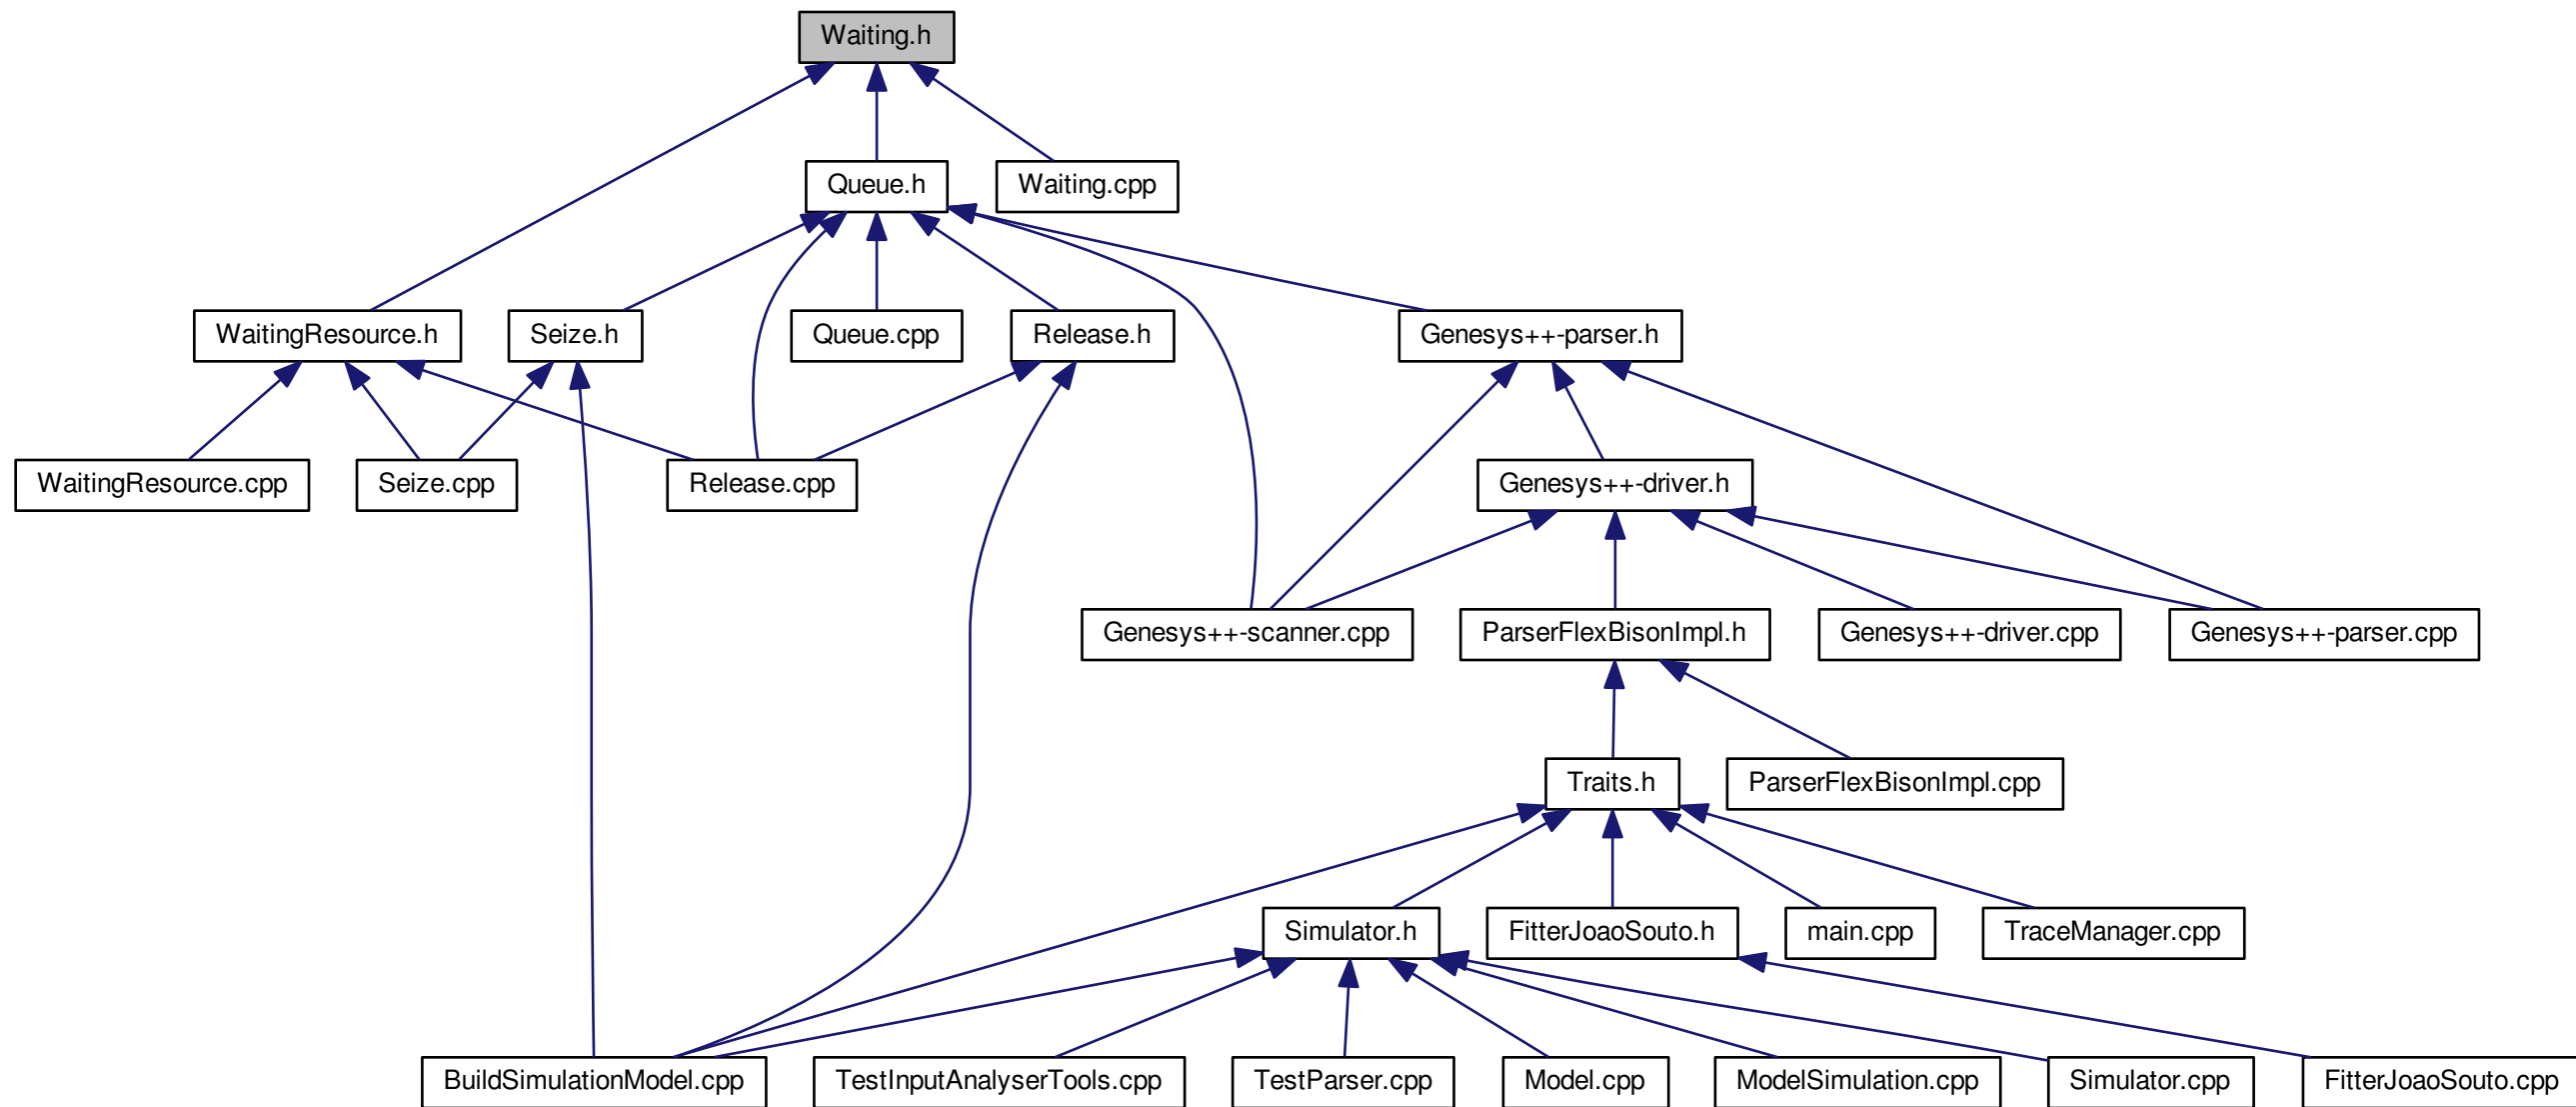 Waiting.h
Queue.h
Waiting.cpp
WaitingResource.h
Seize.h
Queue.cpp
Release.h
Genesys++-parser.h
WaitingResource.cpp
Seize.cpp
Release.cpp
Genesys++-driver.h
Genesys++-scanner.cpp
ParserFlexBisonImpl.h
Genesys++-driver.cpp
Genesys++-parser.cpp
Traits.h
ParserFlexBisonImpl.cpp
Simulator.h
FitterJoaoSouto.h
main.cpp
TraceManager.cpp
BuildSimulationModel.cpp
TestInputAnalyserTools.cpp
TestParser.cpp
Model.cpp
ModelSimulation.cpp
Simulator.cpp
FitterJoaoSouto.cpp